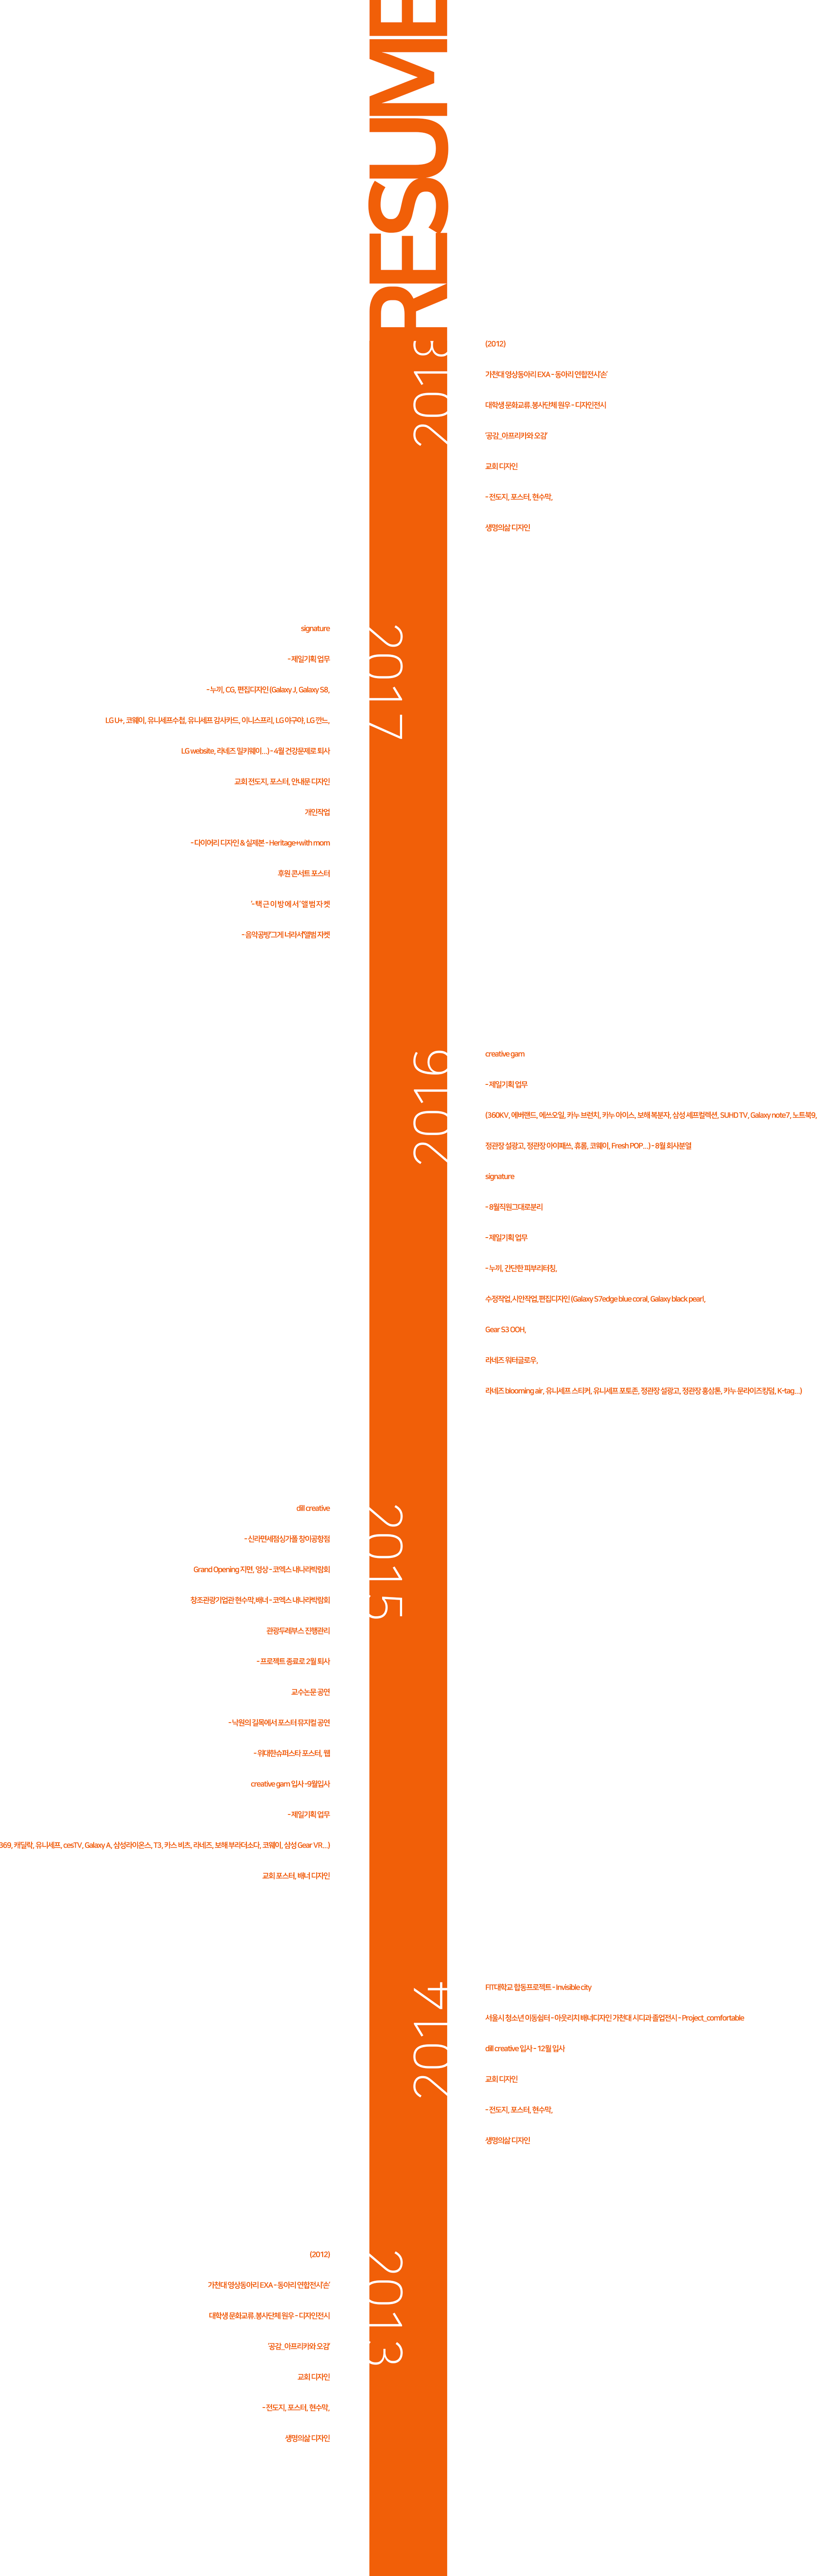 RESUME
2018
(2012)
가천대 영상동아리 EXA - 동아리 연합전시'손'
대학생 문화교류.봉사단체 원우 - 디자인전시
'공감_아프리카와 오감'
교회 디자인
- 전도지, 포스터, 현수막,
생명의삶 디자인
2017
signature
- 제일기획 업무
- 누끼, CG, 편집디자인 (Galaxy J, Galaxy S8,
LG U+, 코웨이, 유니세프수첩, 유니세프 감사카드, 이니스프리, LG 아구아, LG 깐느,
LG website, 라네즈 밀키웨이...) - 4월 건강문제로 퇴사
교회 전도지, 포스터, 안내문 디자인
개인작업
- 다이어리 디자인 & 실제본 - Heritage+with mom
후원 콘서트 포스터
'- 택 근 이 방 에 서' 앨 범 자 켓
- 음악공방'그게 너라서'앨범 자켓
2016
creative gam
- 제일기획 업무
(360KV, 에버랜드, 에쓰오일, 카누 브런치, 카누 아이스, 보해 복분자, 삼성 셰프컬렉션, SUHD TV, Galaxy note7, 노트북9,
정관장 설광고, 정관장 아이패쓰, 휴롬, 코웨이, Fresh POP...) - 8월 회사분열
signature
- 8월직원그대로분리
- 제일기획 업무
- 누끼, 간단한 피부리터칭,
수정작업,시안작업,편집디자인 (Galaxy S7edge blue coral, Galaxy black pearl,
Gear S3 OOH,
라네즈 워터글로우,
라네즈 blooming air, 유니세프 스티커, 유니세프 포토존, 정관장 설광고, 정관장 홍삼톤, 카누 문라이즈킹덤, K-tag...)
2015
dill creative
- 신라면세점싱가폴 창이공항점
Grand Opening 지면, 영상 - 코엑스 내나라박람회
창조관광기업관 현수막,배너 - 코엑스 내나라박람회
관광두레부스 진행관리
- 프로젝트 종료로 2월 퇴사
교수논문 공연
- 낙원의 길목에서 포스터 뮤지컬 공연
- 위대한슈퍼스타 포스터, 웹
creative gam 입사 -9월입사
- 제일기획 업무
369, 캐딜락, 유니세프, cesTV, Galaxy A, 삼성라이온스, T3, 카스 비츠, 라네즈, 보해 부라더소다, 코웨이, 삼성 Gear VR...)
교회 포스터, 배너 디자인
2014
FIT대학교 합동프로젝트 - Invisible city
서울시 청소년 이동쉼터 - 아웃리치 배너디자인 가천대 시디과 졸업전시 - Project_comfortable
dill creative 입사 - 12월 입사
교회 디자인
- 전도지, 포스터, 현수막,
생명의삶 디자인
2013
(2012)
가천대 영상동아리 EXA - 동아리 연합전시'손'
대학생 문화교류.봉사단체 원우 - 디자인전시
'공감_아프리카와 오감'
교회 디자인
- 전도지, 포스터, 현수막,
생명의삶 디자인